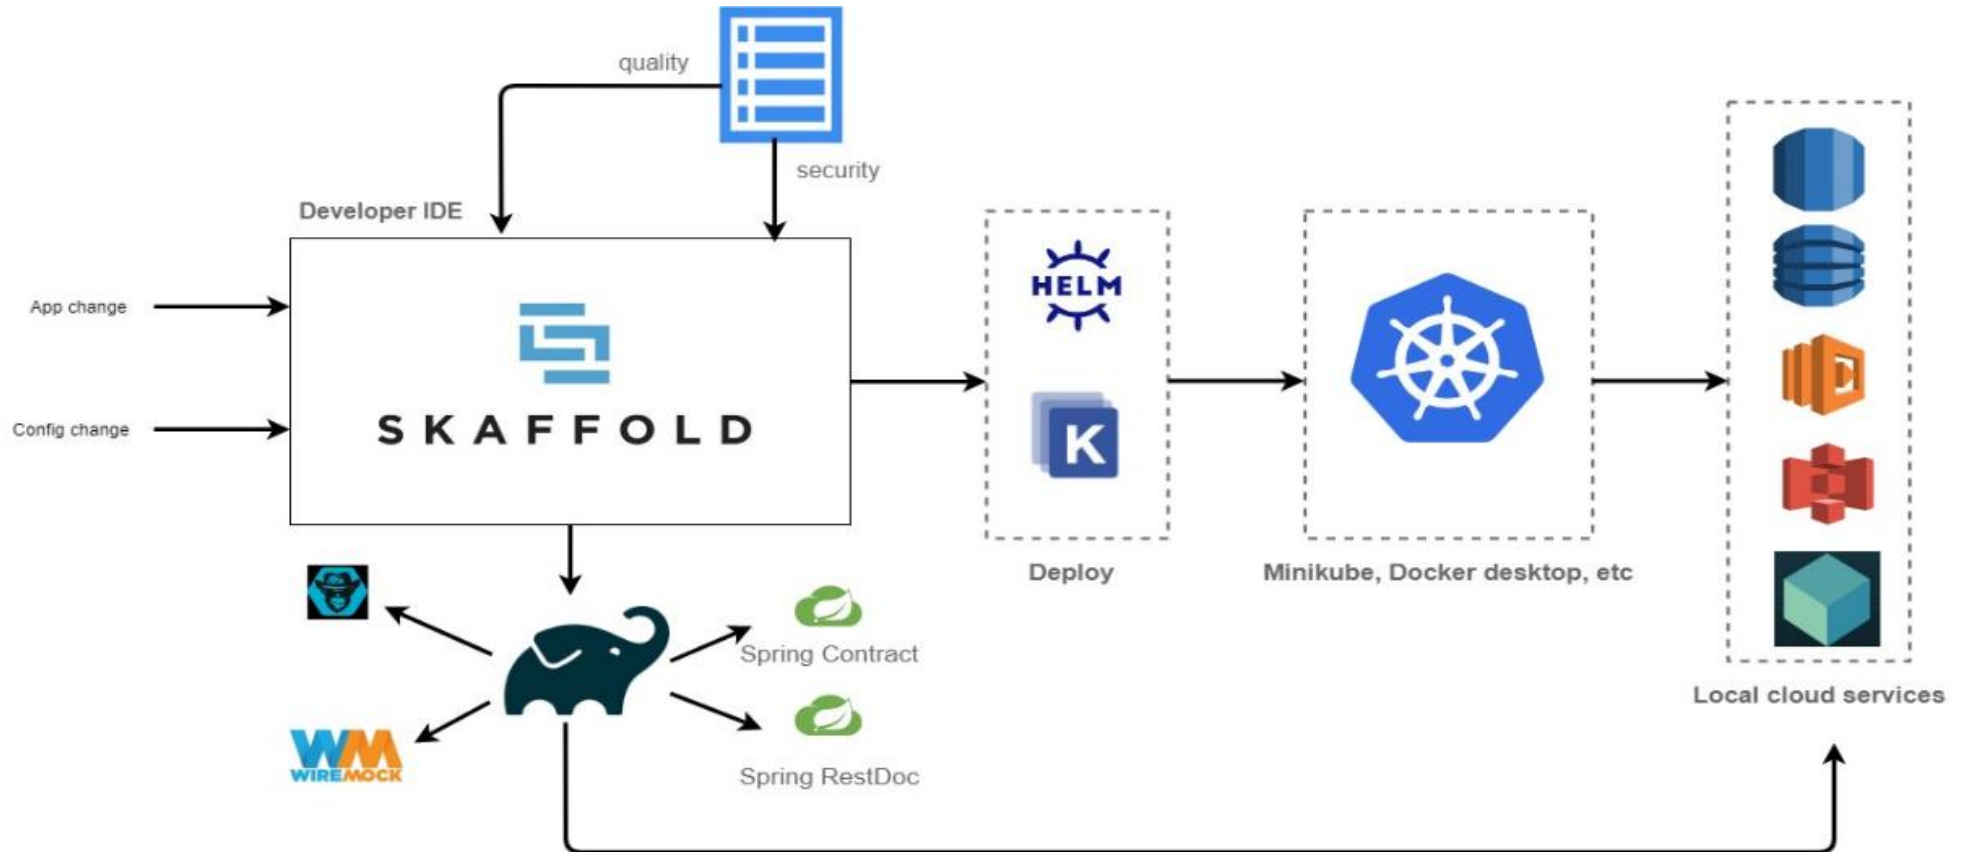 quality
security
Developer IDE
App change
Config change
SKAFFOLD
HELM
K
Deploy
Minikube, Docker desktop, etc
Local cloud services
Spring Contract
Spring RestDoc
WM
WIREMOCK